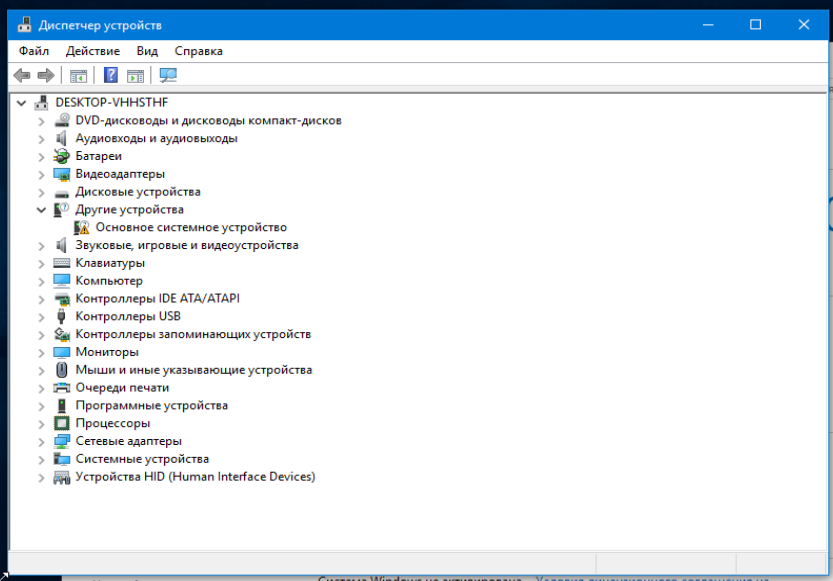 Диспетчер устройств
Файл Действие Вид Справка
DESKTOP-VHHSTHF
DVD-дисководы и дисководы компакт-дисков
Аудиовходы и аудиовыходы
Батареи
Видеоадаптеры
Дисковые устройства
Другие устройства
Основное системное устройство
Звуковые, игровые и видеоустройства
Клавиатуры
Компьютер
Контроллеры IDE ATA/ATAPI
Контроллеры USB
Контроллеры запоминающих устройств
Мониторы
Мыши и иные указывающие устройства
Очереди печати
Программные устройства
Процессоры
Сетевые адаптеры
Системные устройства
Устройства HID (Human Interface Devices)
Система Windows не активирована